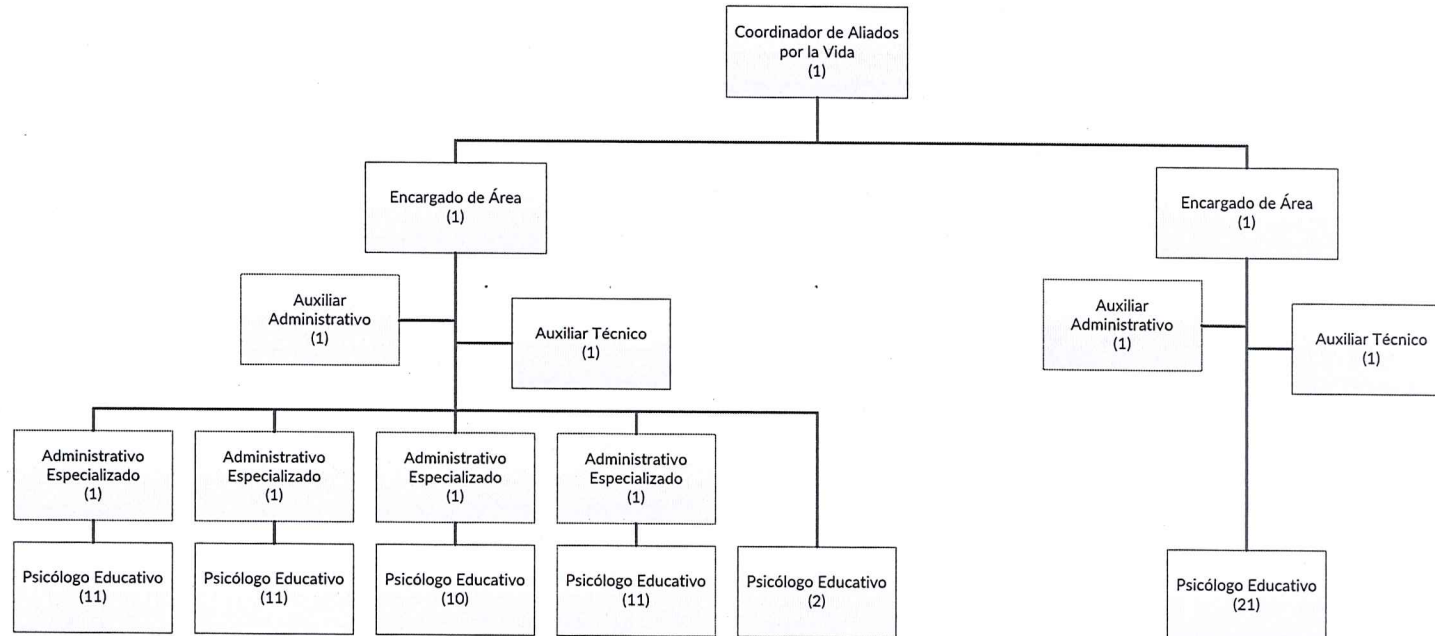 Coordinador de Aliados
por la Vida
(1)
Encargado de Área
(1)
Encargado de Área
(1)
Auxiliar
Administrativo
(1)
Auxiliar Técnico
(1)
Auxiliar
Administrativo
(1)
Auxiliar Técnico
(1)
Administrativo
Especializado
(1)
Administrativo
Especializado
(1)
Administrativo
Especializado
(1)
Administrativo
Especializado
(1)
Psicólogo Educativo
(11)
Psicólogo Educativo
(11)
Psicólogo Educativo
(10)
Psicólogo Educativo
(11)
Psicólogo Educativo
(2)
Psicólogo Educativo
(21)